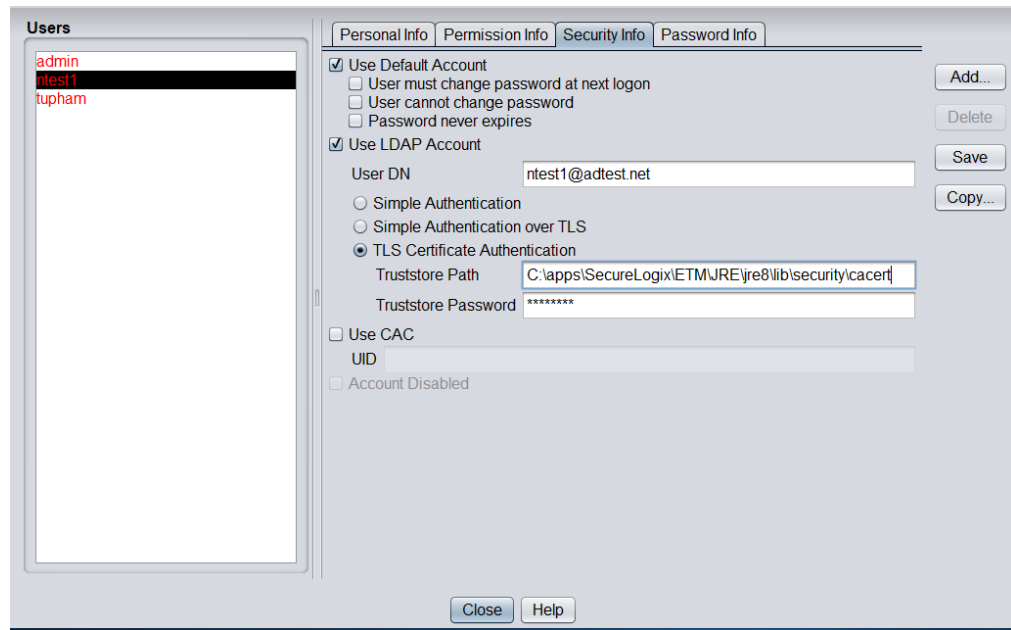 Users
admin
ntest1
tupham
Personal Info Permission Info Security Info Password Info
Use Default Account
User must change password at next logon
User cannot change password
Password never expires
Use LDAP Account
User DN ntest1@adtest.net
Simple Authentication
Simple Authentication over TLS
TLS Certificate Authentication
Truststore Path C:\apps\SecureLogix\ETM\JRE\jre8\lib\security\cacert
Truststore Password ********
Use CAC
UID
Account Disabled
Add...
Delete
Save
Copy...
Close Help